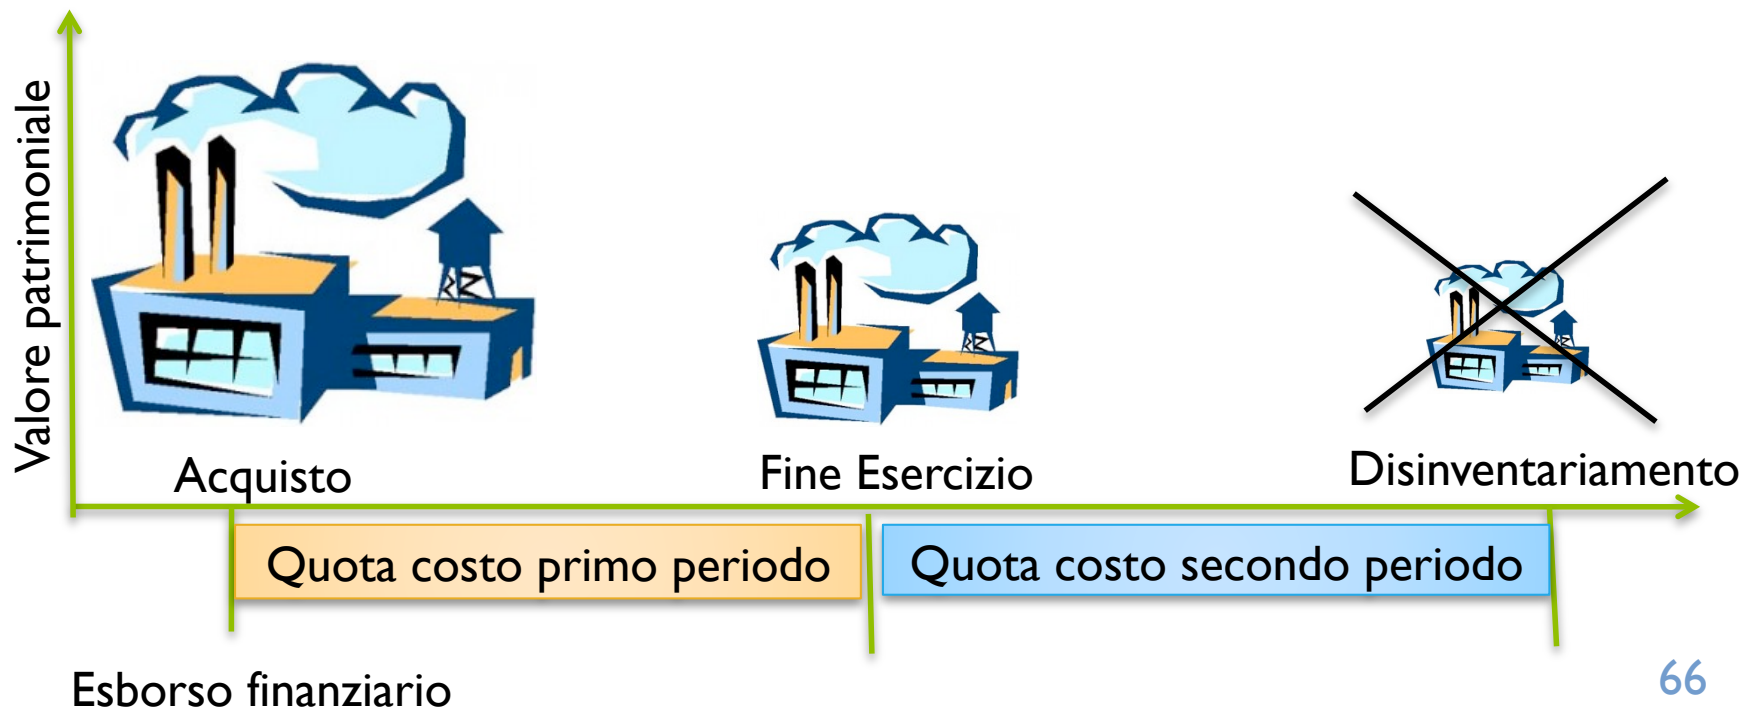 Valore patrimoniale
Acquisto
Fine Esercizio
Disinventariamento
Quota costo primo periodo
Quota costo secondo periodo
Esborso finanziario
66